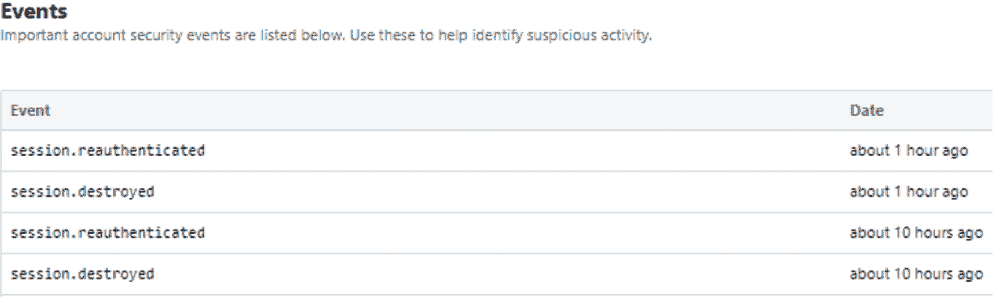 Events
Important account security events are listed below. Use these to help identify suspicious activity.
Event Date
session.reauthenticated about 1 hour ago
session.destroyed about 1 hour ago
session.reauthenticated about 10 hours ago
session.destroyed about 10 hours ago